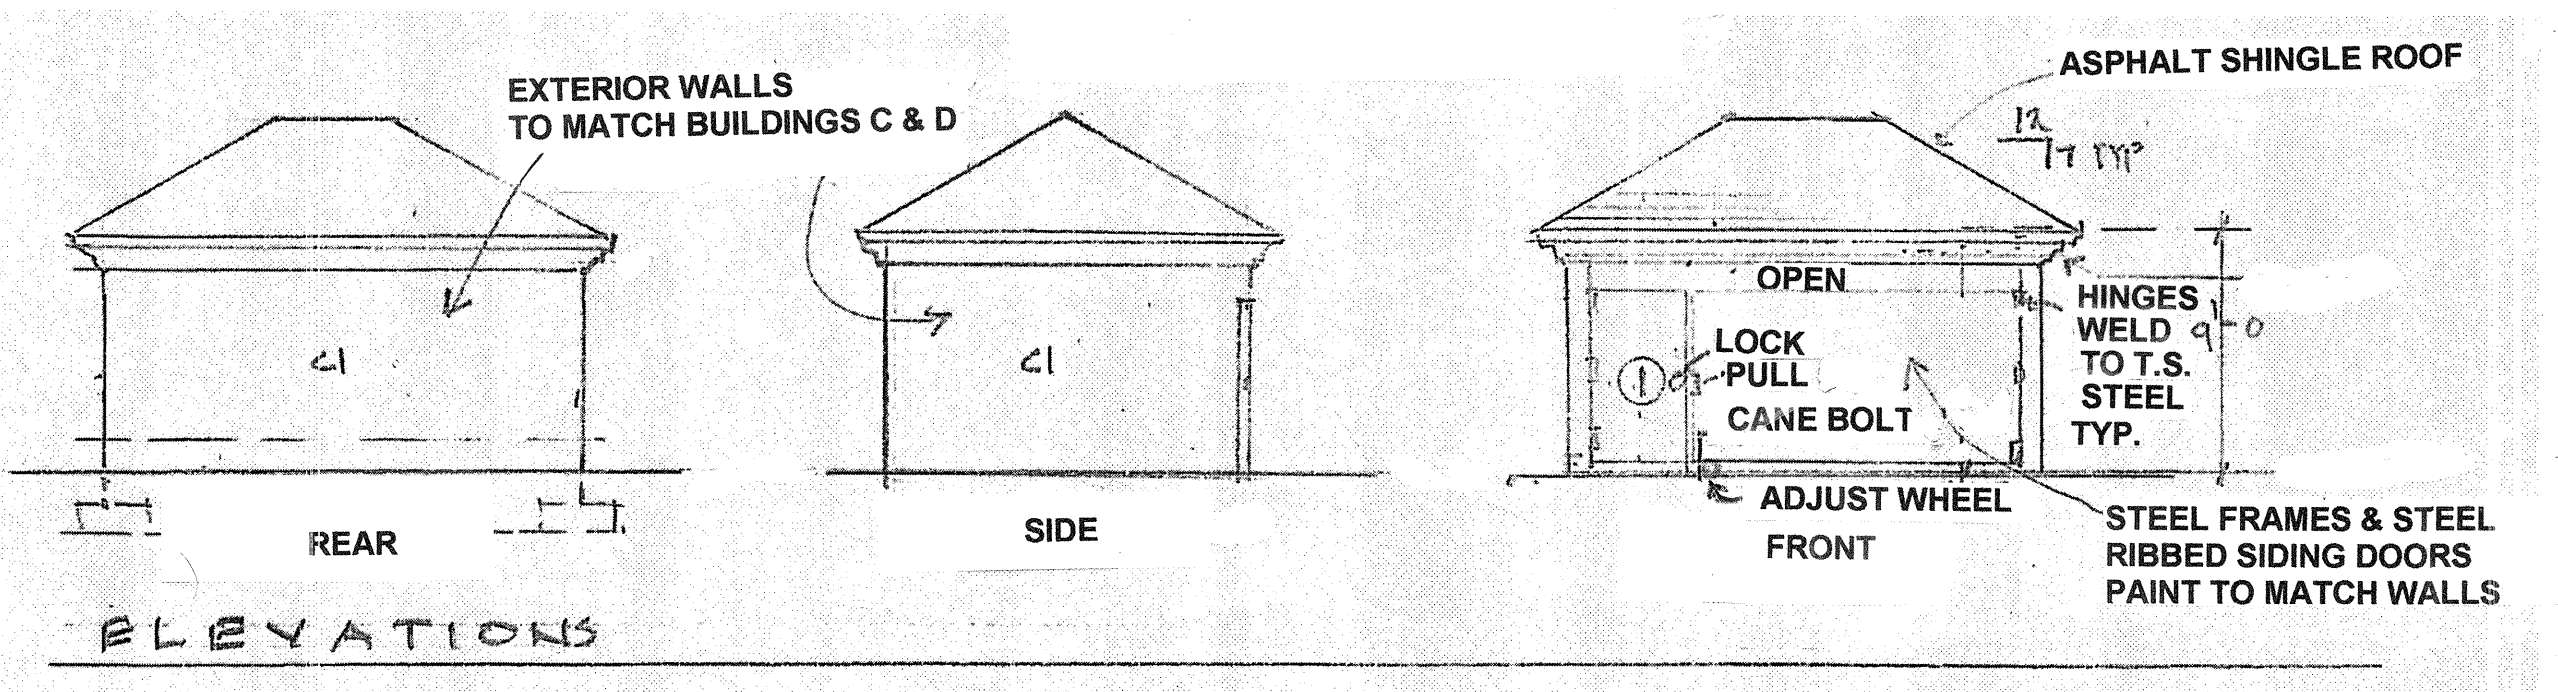 EXTERIOR WALLS
TO MATCH BUILDINGS C & D
C1
REAR
C1
SIDE
ASPHALT SHINGLE ROOF
12
7 TYP
OPEN
LOCK
PULL
1
CANE BOLT
ADJUST WHEEL
FRONT
HINGES
WELD
TO T.S.
STEEL
TYP.
9'-0
STEEL FRAMES & STEEL
RIBBED SIDING DOORS
PAINT TO MATCH WALLS
ELEVATIONS